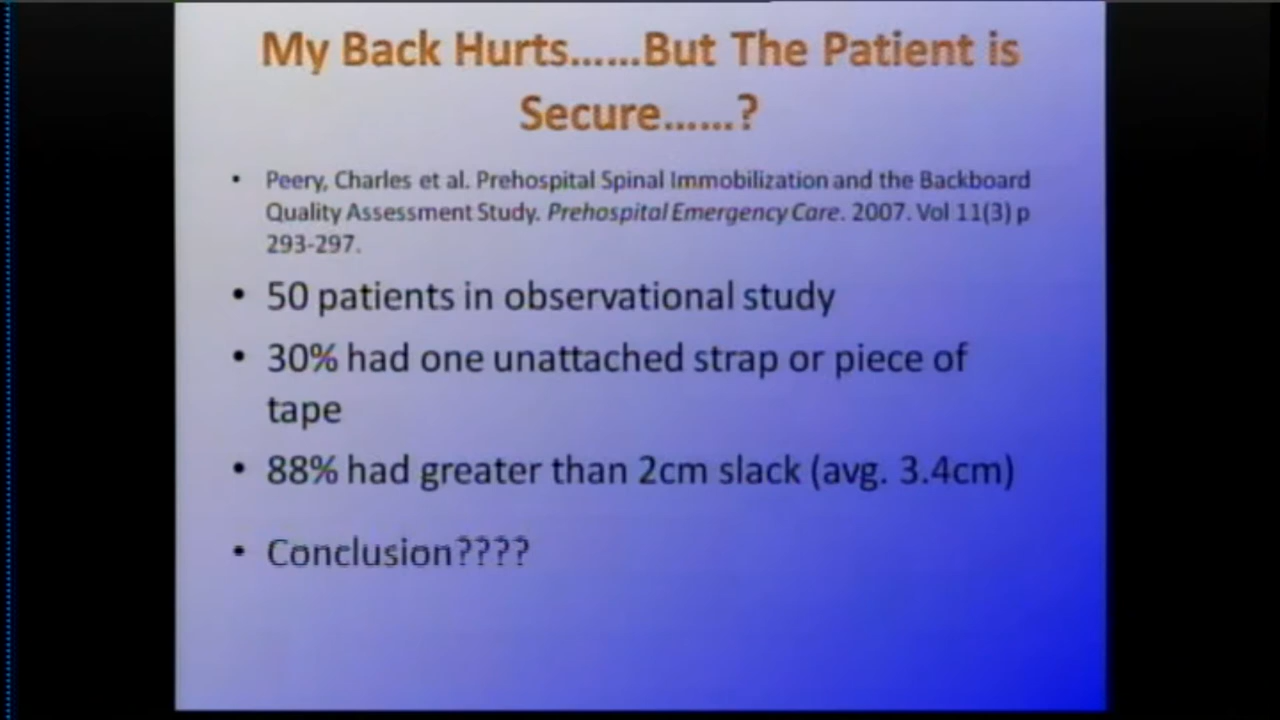 My Back Hurts......But The Patient is
Secure......?
• Peery, Charles et al. Prehospital Spinal Immobilization and the Backboard
Quality Assessment Study. Prehospital Emergency Care. 2007. Vol 11(3) p
293-297.
• 50 patients in observational study
• 30% had one unattached strap or piece of
tape
• 88% had greater than 2cm slack (avg. 3.4cm)
• Conclusion????